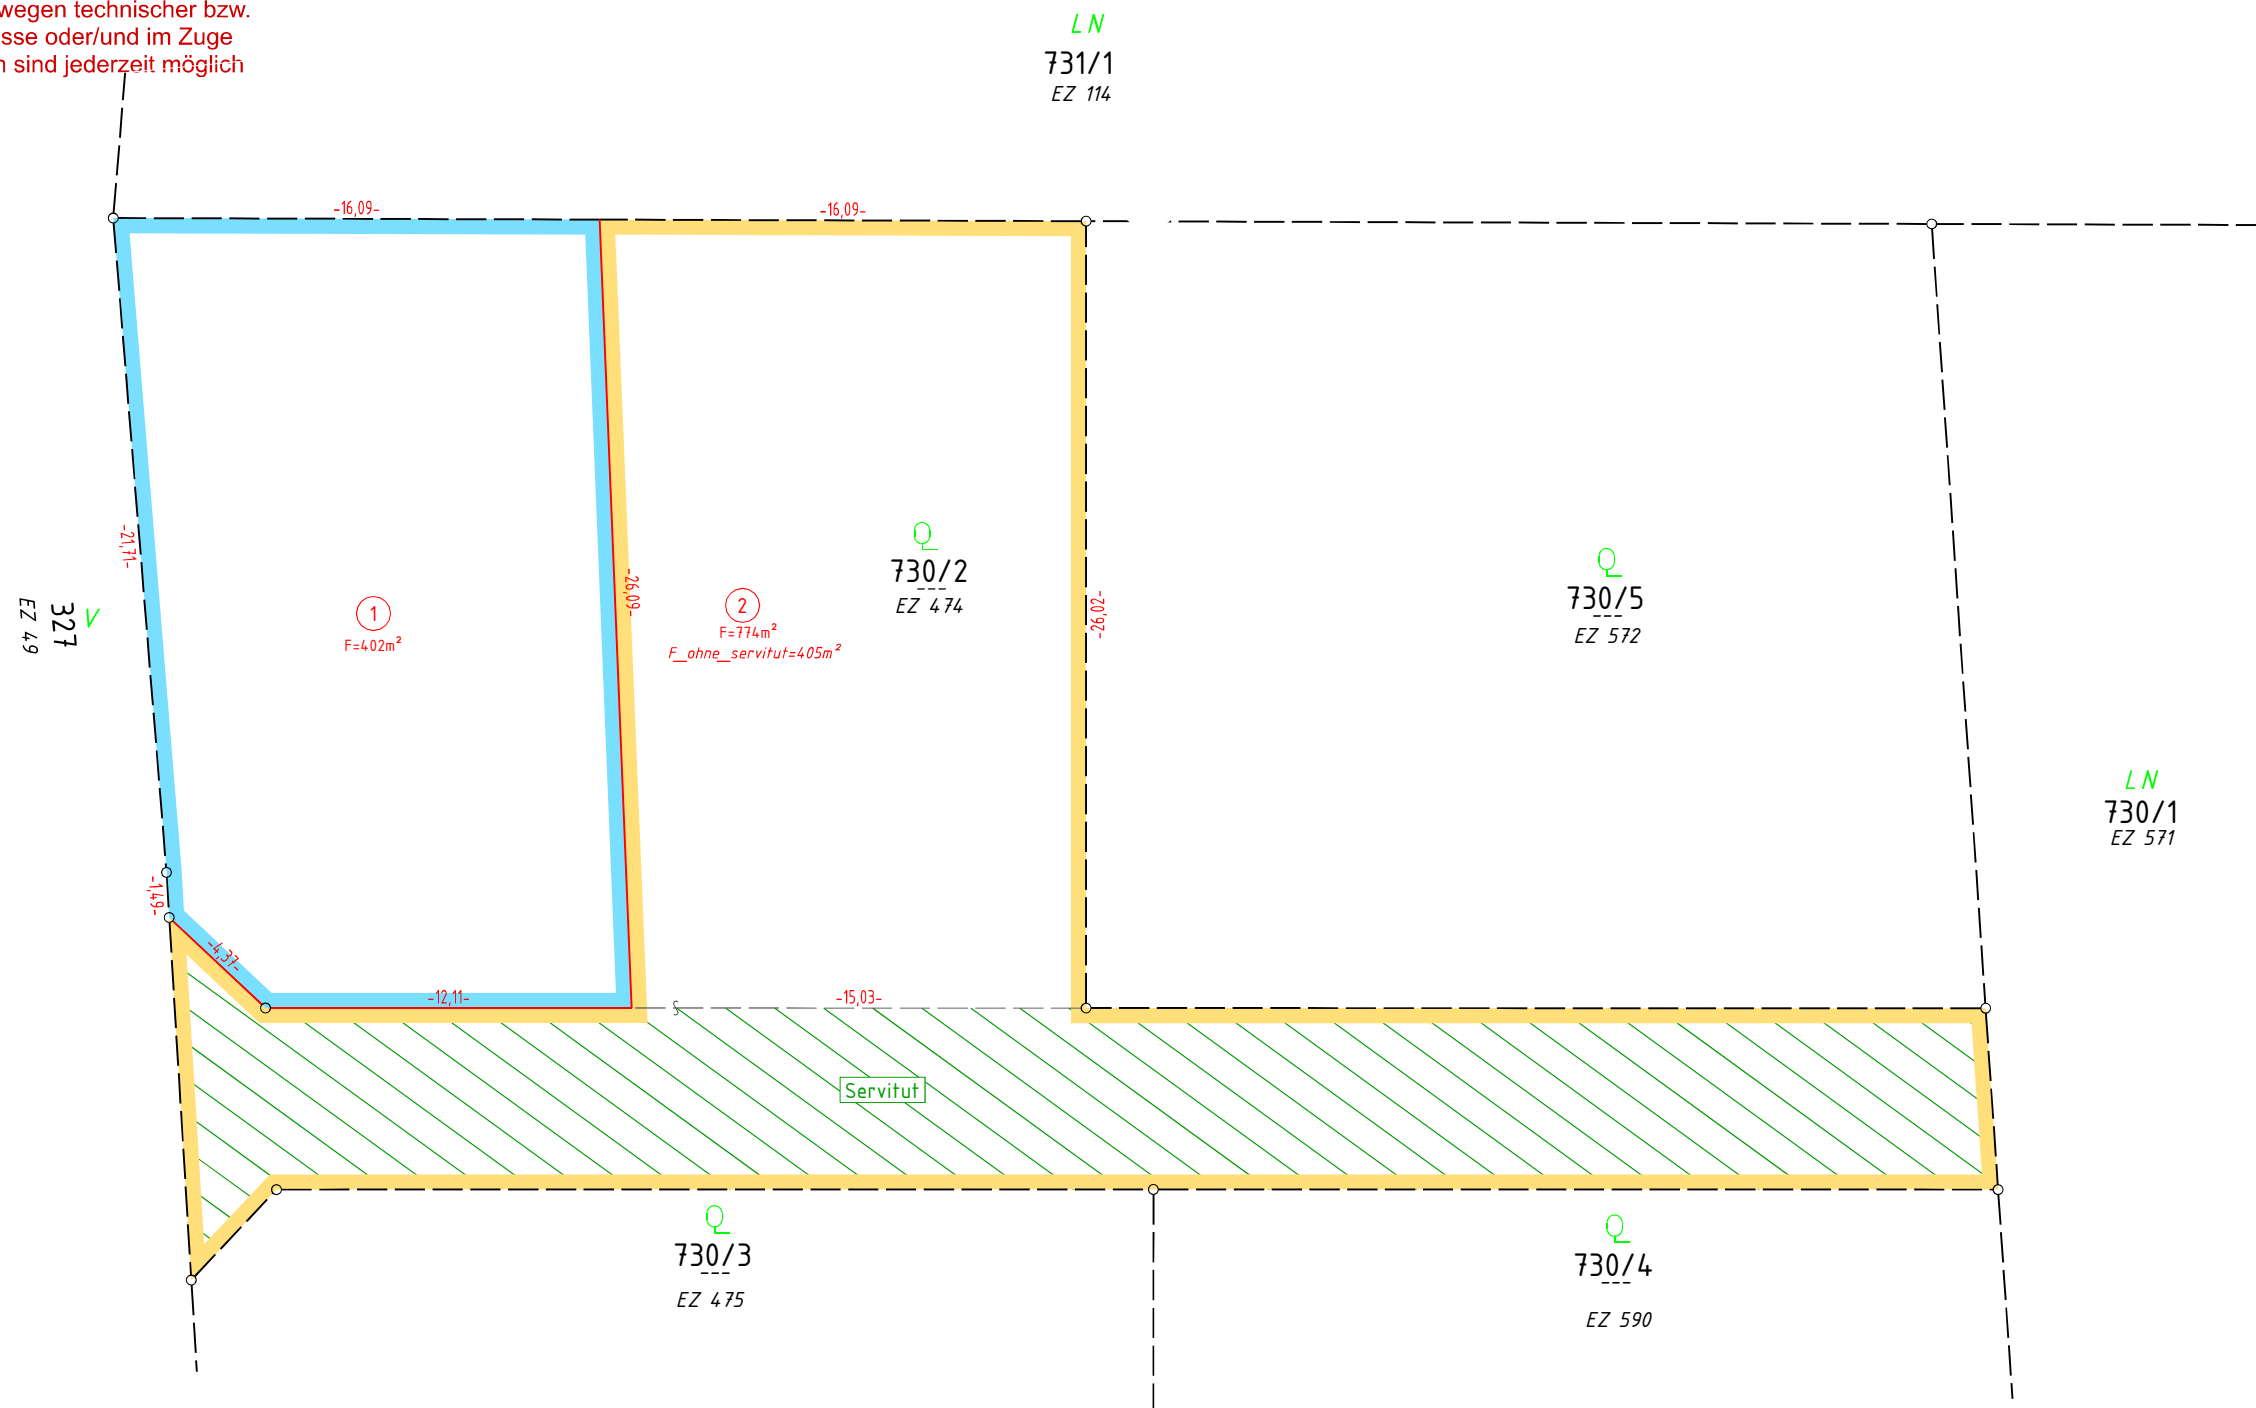 wegen technischer bzw.
sse oder/und im Zuge
n sind jederzeit möglich
LN
731/1
EZ 114
-16,09-
-16,09-
-21,71-
-26,09-
-26,02-
Q
730/2
EZ 474
Q
730/5
EZ 572
327
EZ 49
V
1
F=402m²
2
F=774m²
F_ohne_servitut=405m²
LN
730/1
EZ 571
-1,49-
-4,37-
-12,11-
-15,03-
Servitut
Q
730/3
EZ 475
Q
730/4
EZ 590